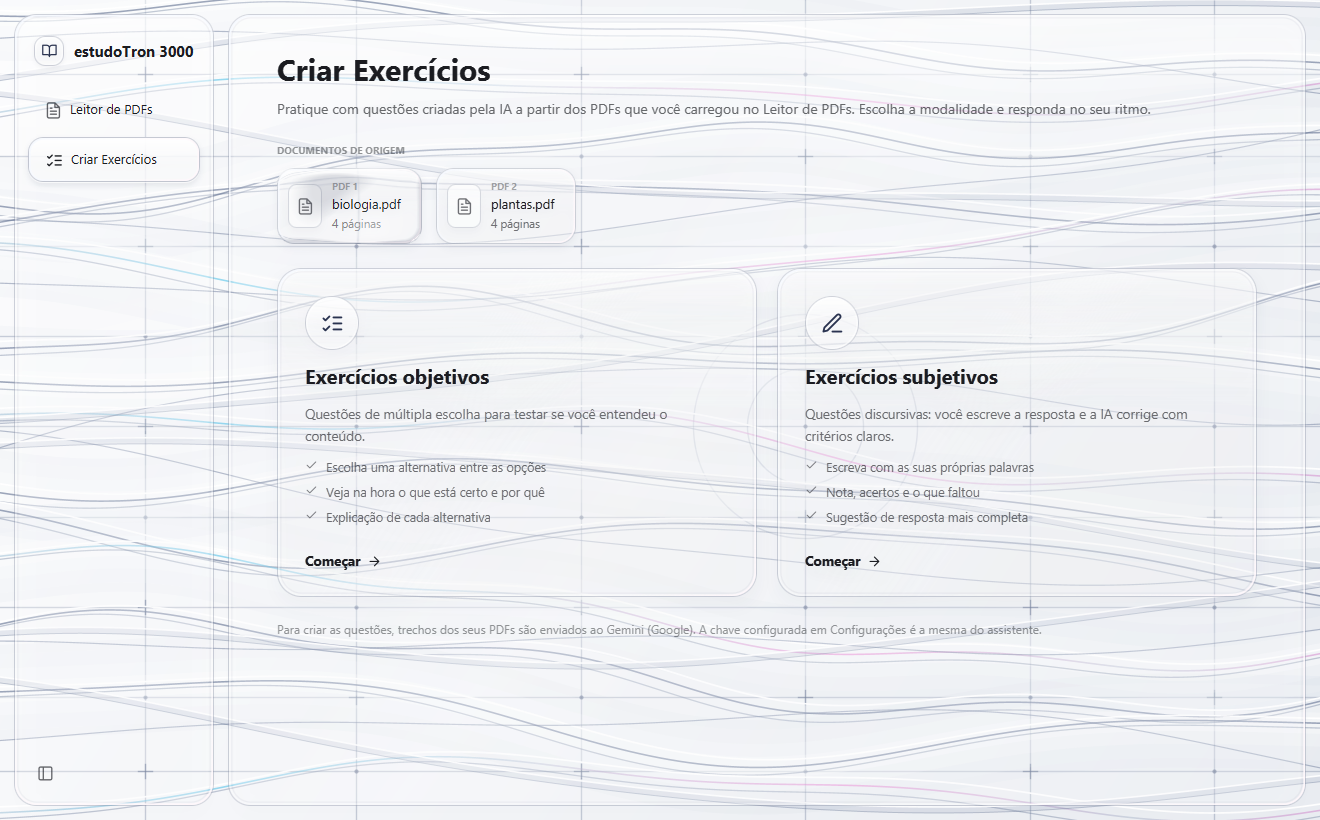 estudoTron 3000
Leitor de PDFs
Criar Exercícios
Criar Exercícios
Pratique com questões criadas pela IA a partir dos PDFs que você carregou no Leitor de PDFs. Escolha a modalidade e responda no seu ritmo.
DOCUMENTOS DE ORIGEM
PDF 1
biologia.pdf
4 páginas
PDF 2
plantas.pdf
4 páginas
Exercícios objetivos
Questões de múltipla escolha para testar se você entendeu o
conteúdo.
Escolha uma alternativa entre as opções
Veja na hora o que está certo e por quê
Explicação de cada alternativa
Começar
Exercícios subjetivos
Questões discursivas: você escreve a resposta e a IA corrige com
critérios claros.
Escreva com as suas próprias palavras
Nota, acertos e o que faltou
Sugestão de resposta mais completa
Começar
Para criar as questões, trechos dos seus PDFs são enviados ao Gemini (Google). A chave configurada em Configurações é a mesma do assistente.